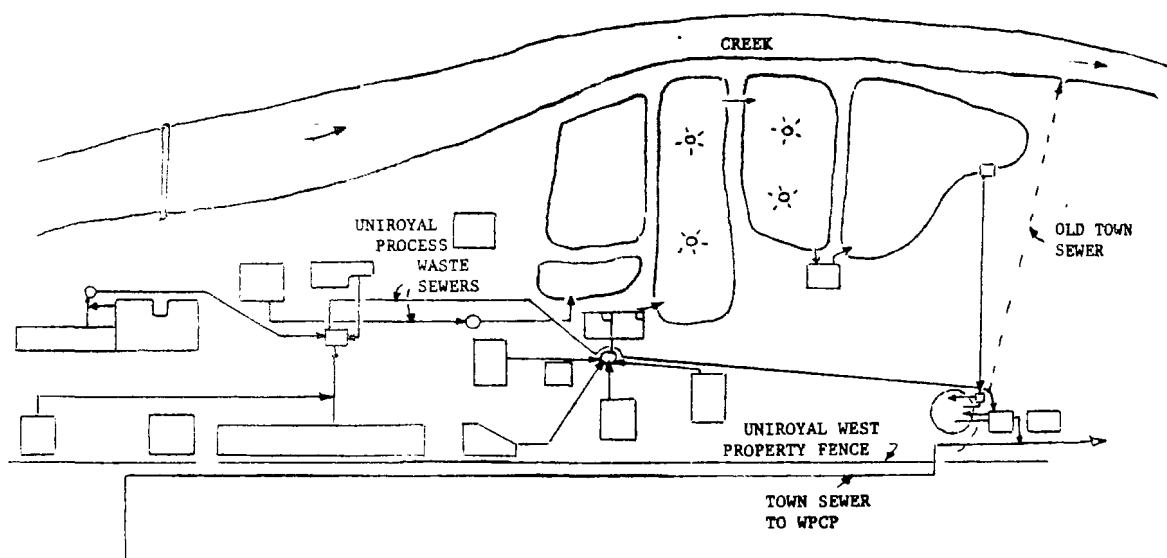 CREEK
UNIROYAL
PROCESS
WASTE
SEWERS
OLD TOWN
SEWER
UNIROYAL WEST
PROPERTY FENCE
TOWN SEWER
TO WPCP